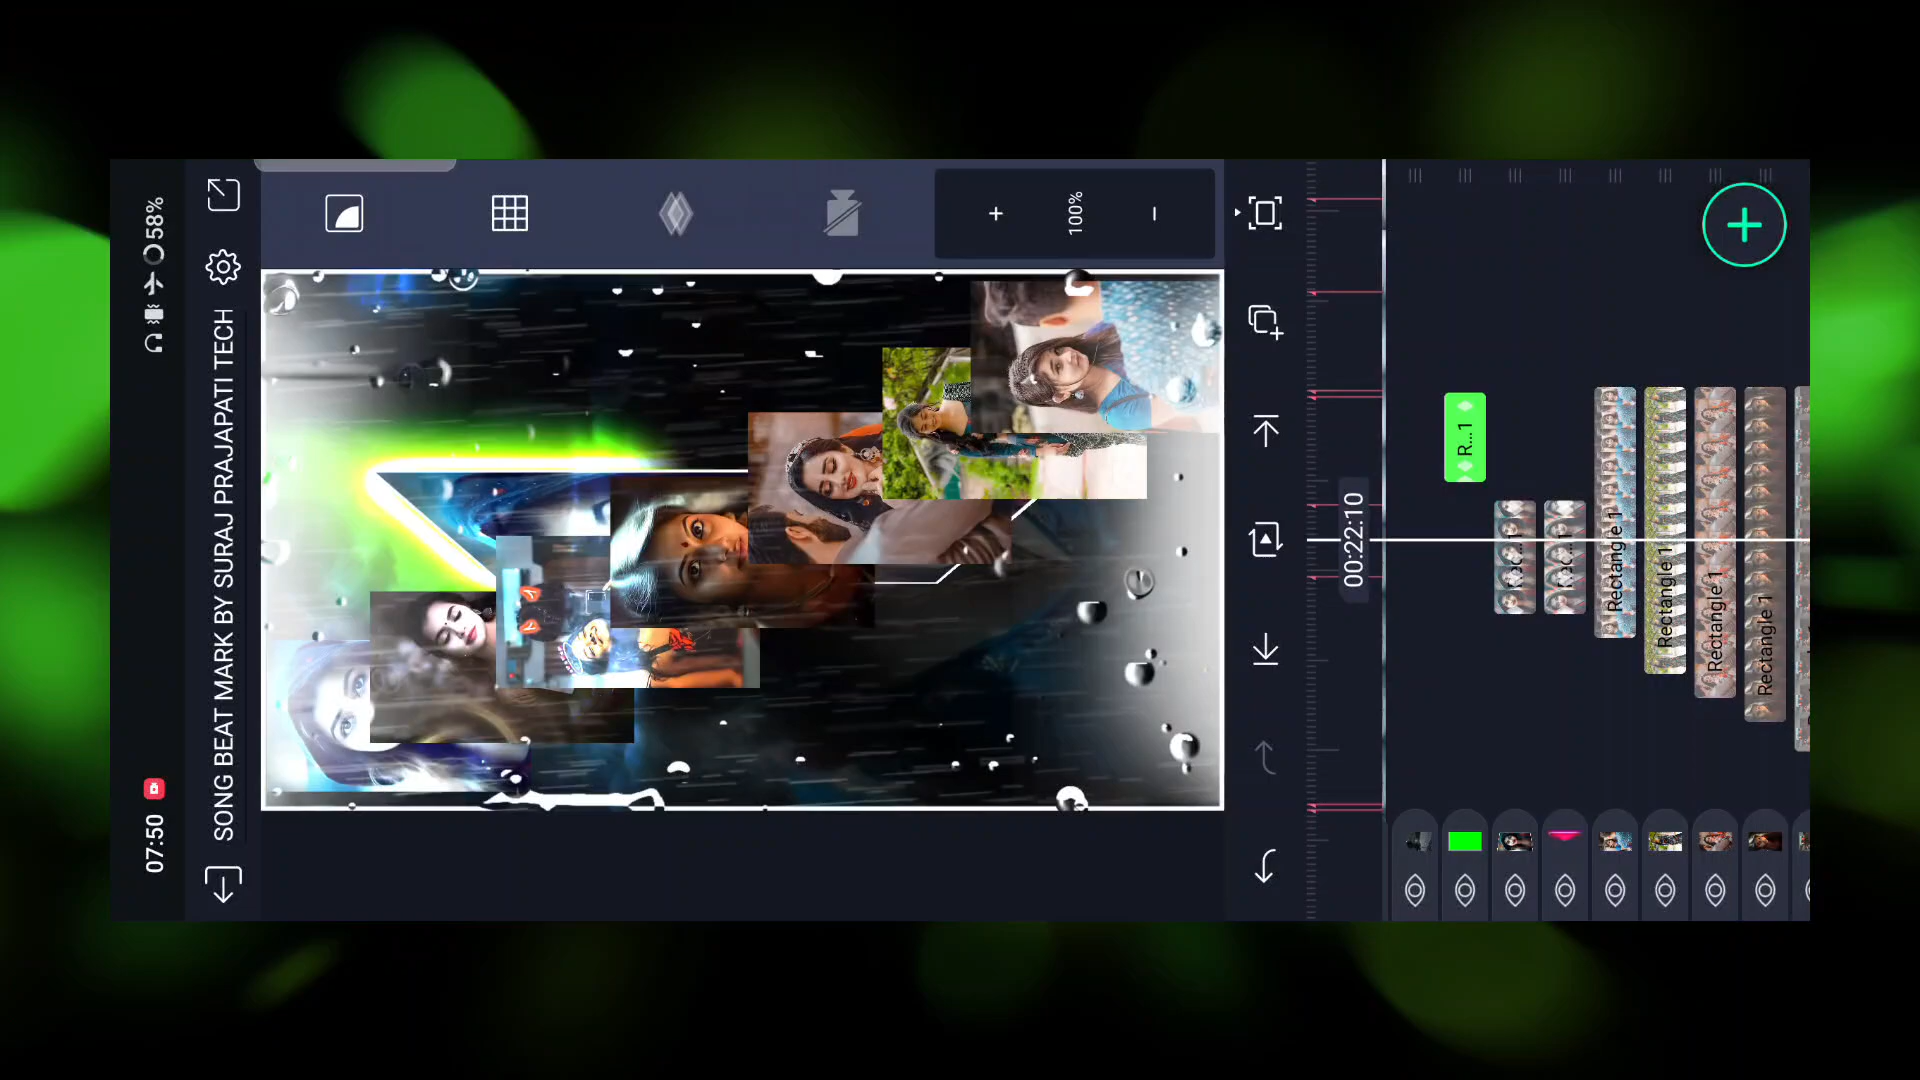 07:50
58%
SONG BEAT MARK BY SURAJ PRAJAPATI TECH
+
100%
−
00:22:10
R...1
Rectangle 1
Rectangle 1
Rectangle 1
Rectangle 1